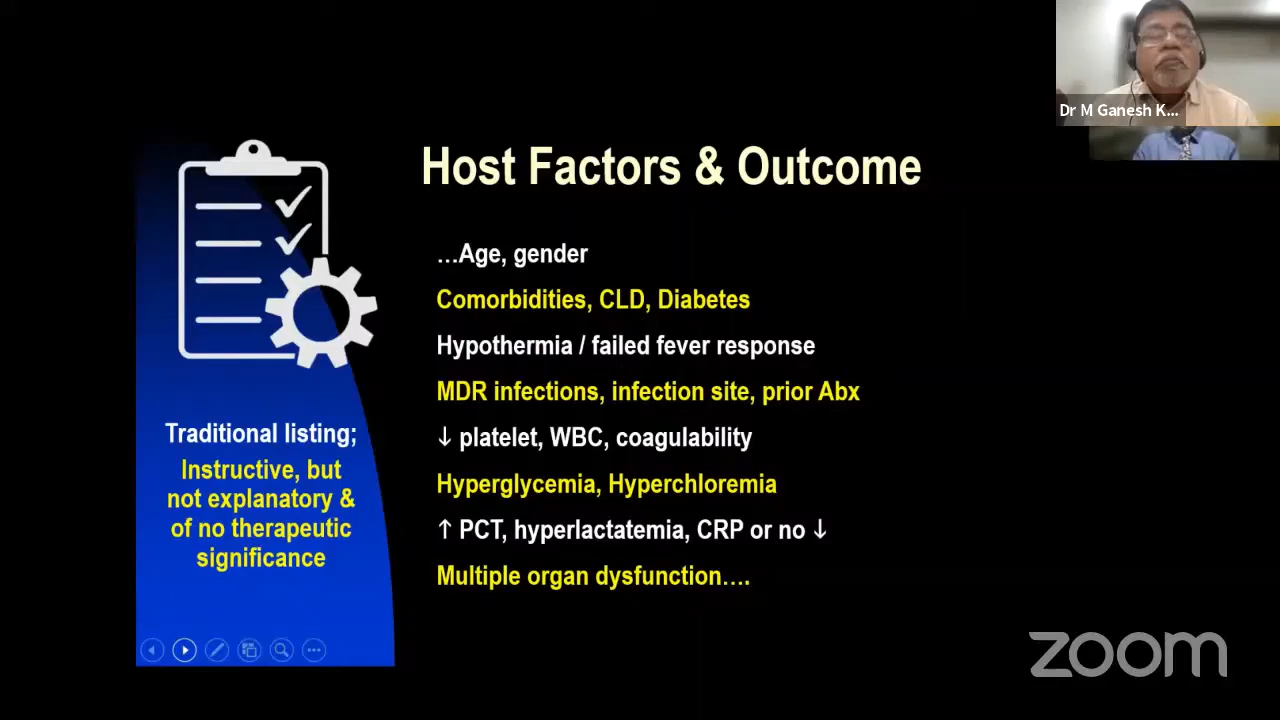 Dr M Ganesh K...
Host Factors & Outcome
...Age, gender
Comorbidities, CLD, Diabetes
Hypothermia / failed fever response
MDR infections, infection site, prior Abx
↓ platelet, WBC, coagulability
Hyperglycemia, Hyperchloremia
↑ PCT, hyperlactatemia, CRP or no ↓
Multiple organ dysfunction....
Traditional listing;
Instructive, but
not explanatory &
of no therapeutic
significance
zoom